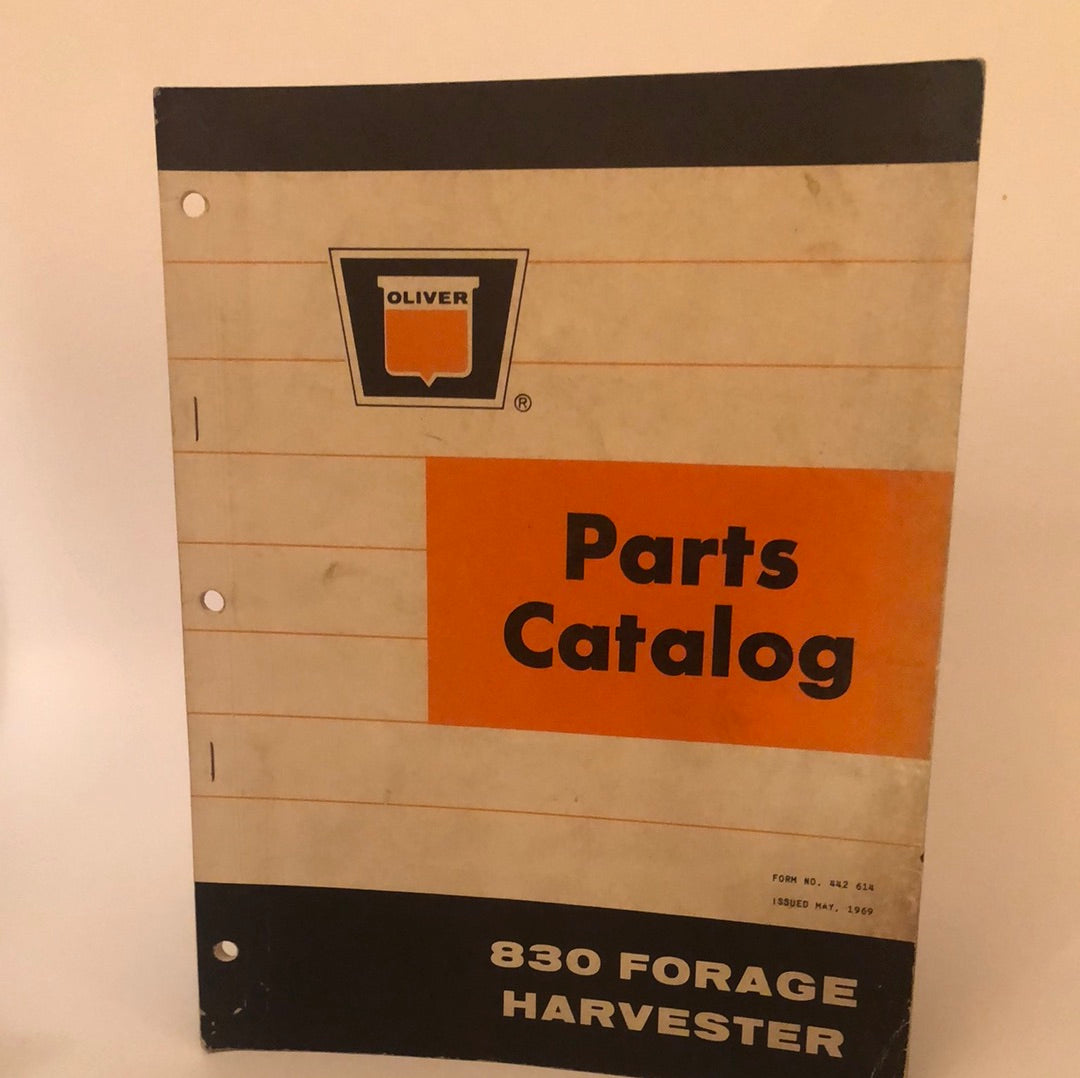 OLIVER
®
Parts
Catalog
FORM NO. 442 614
ISSUED MAY, 1969
830 FORAGE
HARVESTER